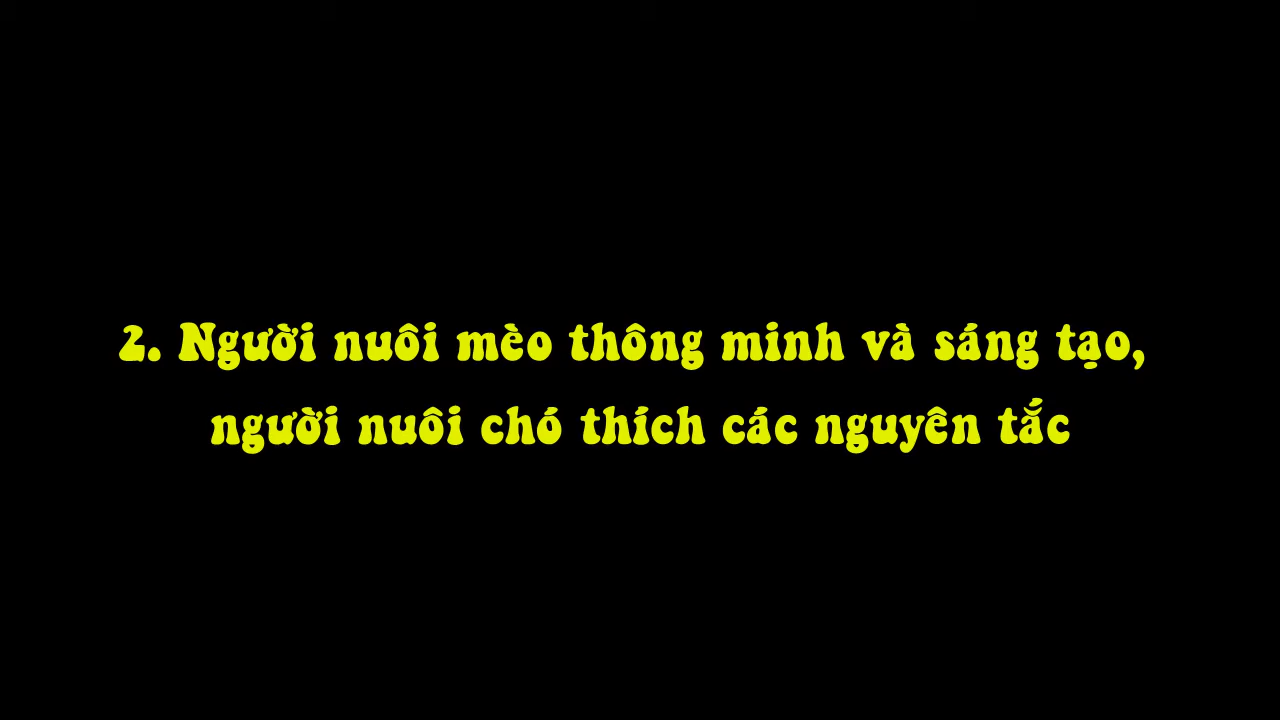 2. Người nuôi mèo thông minh và sáng tạo,
người nuôi chó thích các nguyên tắc